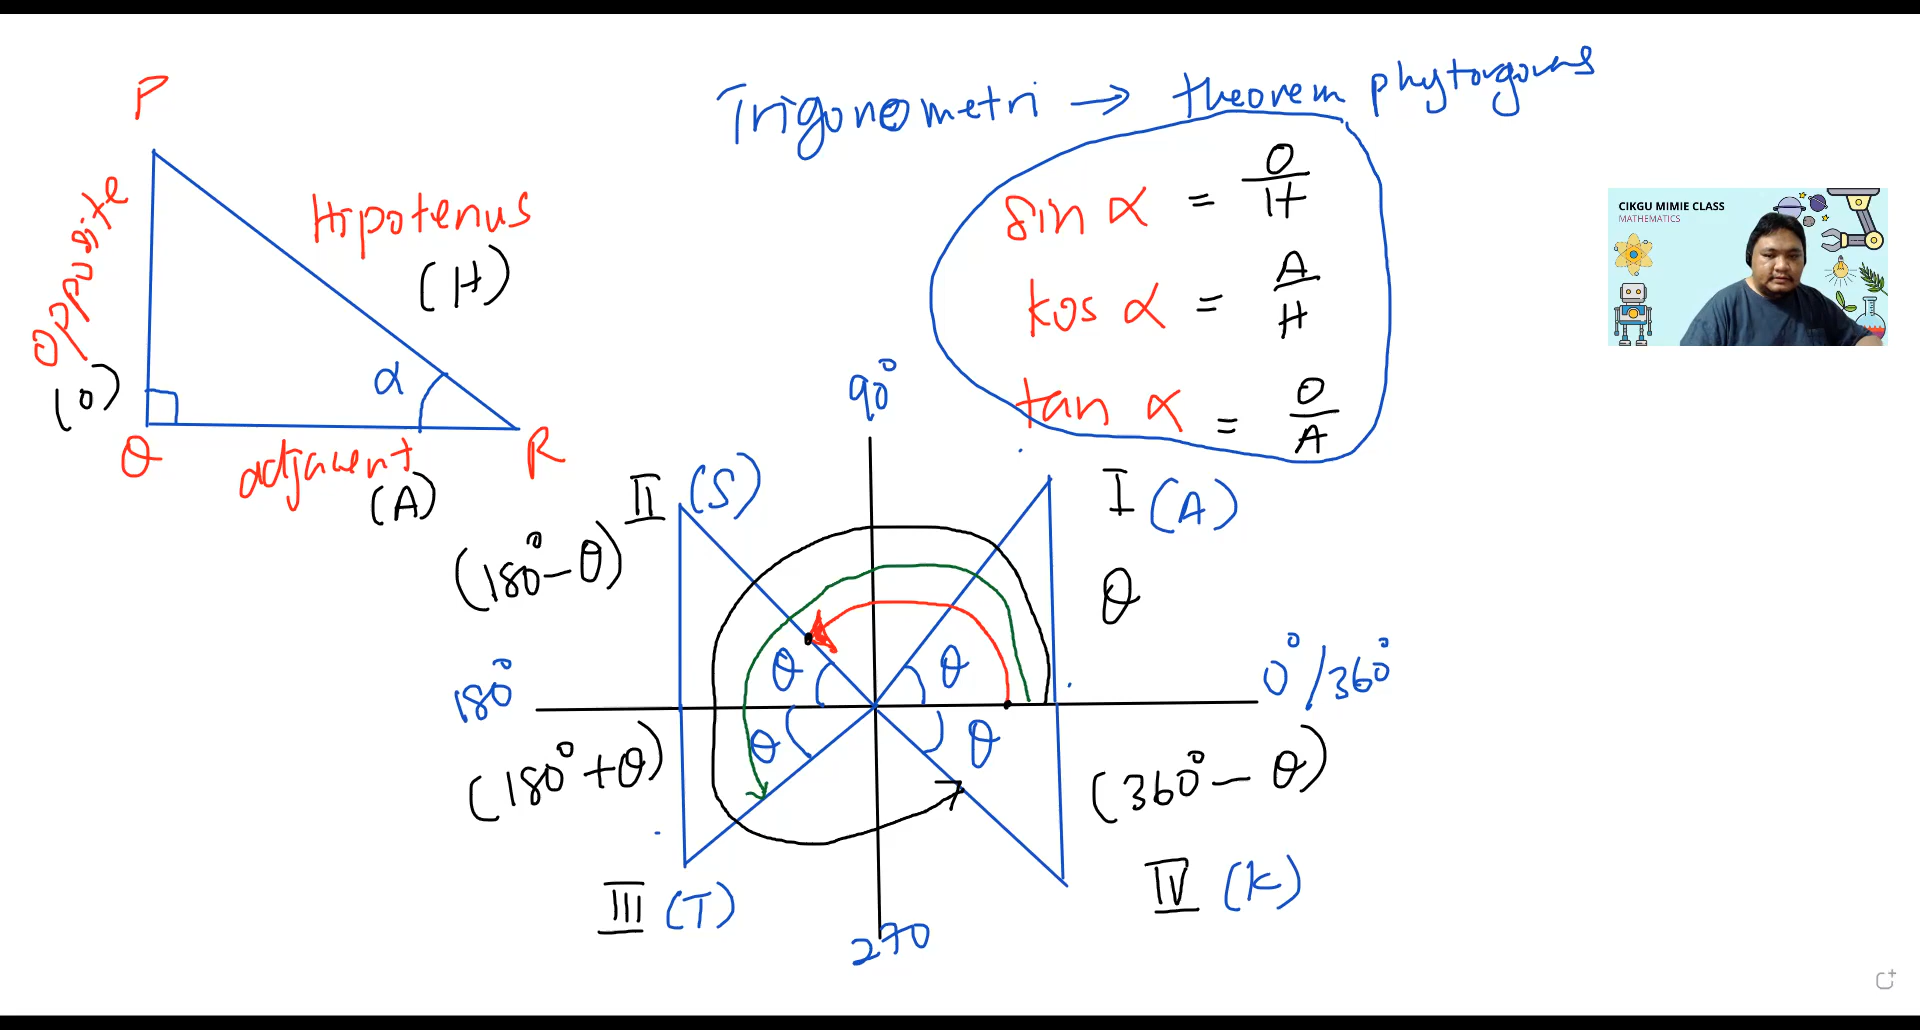 Trigonometri → theorem phytorgoras
P
opposite
(O)
Hipotenus
(H)
α
Q
adjacent
(A)
R
sin α = O/H
kos α = A/H
tan α = O/A
CIKGU MIMIE CLASS
MATHEMATICS
90°
II (S)
I (A)
(180° - θ)
θ
θ
θ
180°
0°/360°
θ
θ
(180° + θ)
(360° - θ)
III (T)
IV (K)
270